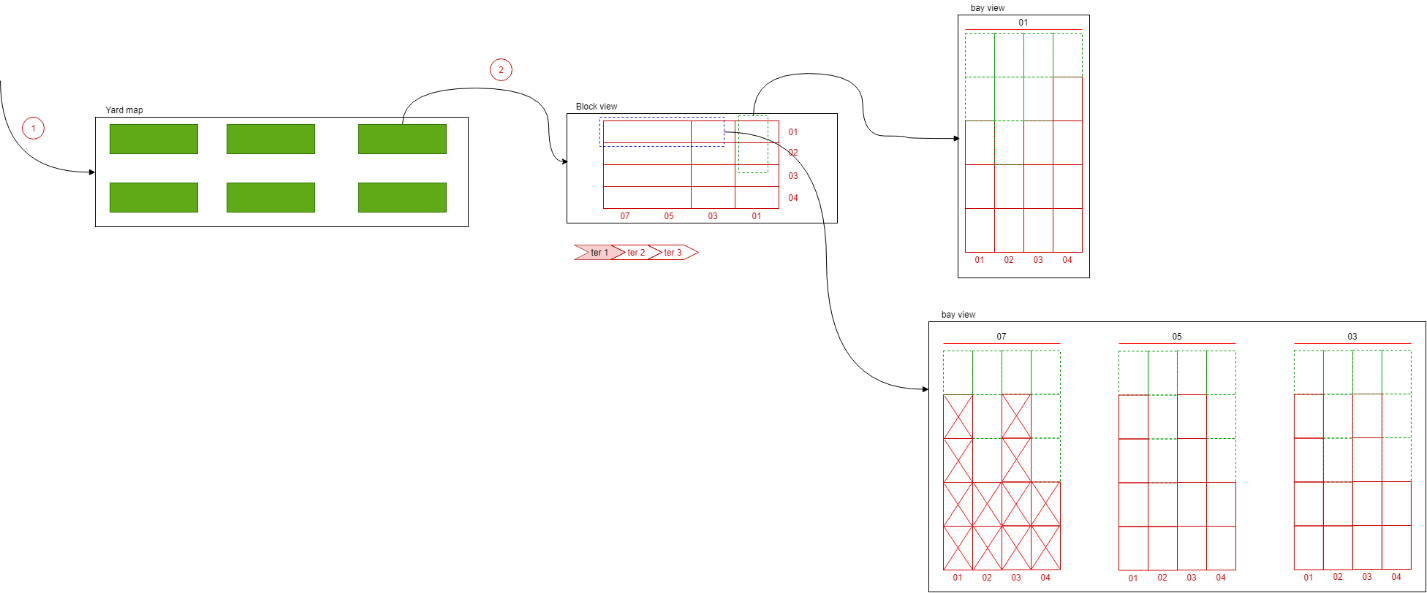 bay view
01
2
Yard map
Block view
1
01
02
03
04
07 05 03 01
ter 1 ter 2 ter 3
01 02 03 04
bay view
07 05 03
01 02 03 04 01 02 03 04 01 02 03 04